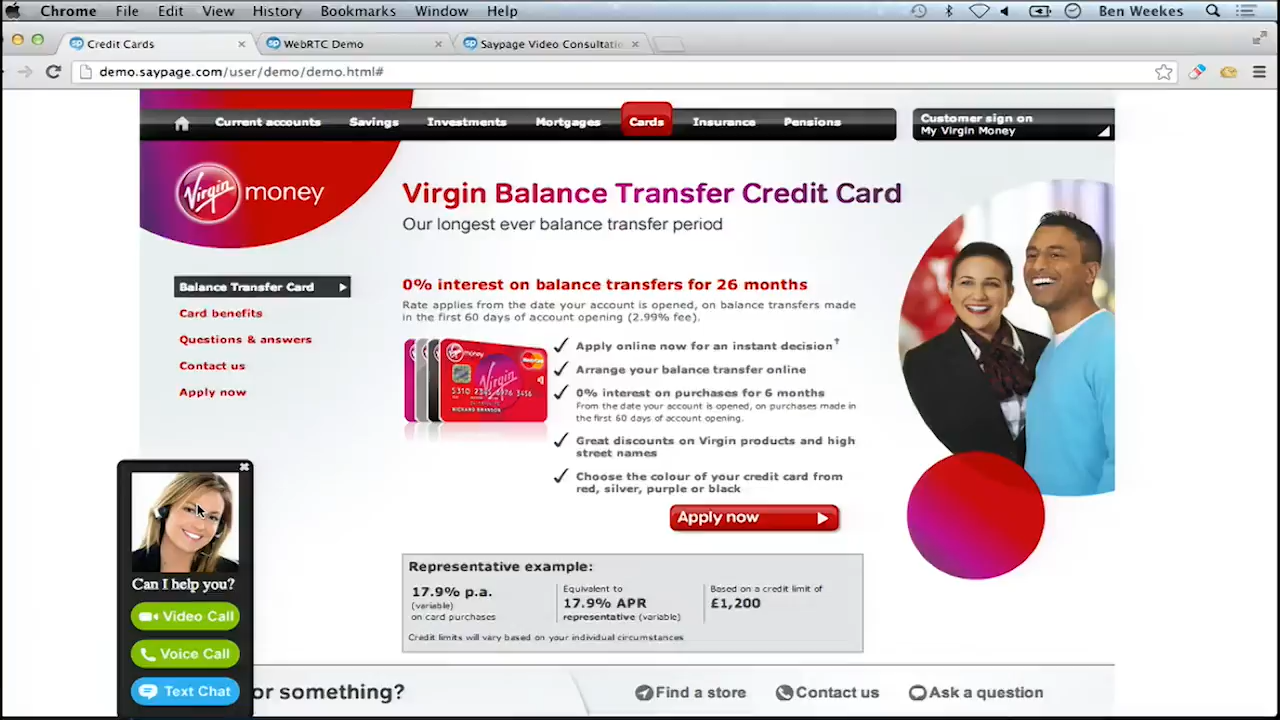 Chrome File Edit View History Bookmarks Window Help Ben Weekes
Credit Cards WebRTC Demo Saypage Video Consultatio
demo.saypage.com/user/demo/demo.html#
Current accounts Savings Investments Mortgages Cards Insurance Pensions
Customer sign on
My Virgin Money
Virgin money
Virgin Balance Transfer Credit Card
Our longest ever balance transfer period
Balance Transfer Card
Card benefits
Questions & answers
Contact us
Apply now
0% interest on balance transfers for 26 months
Rate applies from the date your account is opened, on balance transfers made
in the first 60 days of account opening (2.99% fee).
Apply online now for an instant decision†
Arrange your balance transfer online
0% interest on purchases for 6 months
From the date your account is opened, on purchases made in
the first 60 days of account opening.
Great discounts on Virgin products and high
street names
Choose the colour of your credit card from
red, silver, purple or black
Virgin money
MasterCard
Virgin
RICHARD BRANSON
Apply now
Representative example:
17.9% p.a.
(variable)
on card purchases
Equivalent to
17.9% APR
representative (variable)
Based on a credit limit of
£1,200
Credit limits will vary based on your individual circumstances
Can I help you?
Video Call
Voice Call
Text Chat
or something?
Find a store Contact us Ask a question